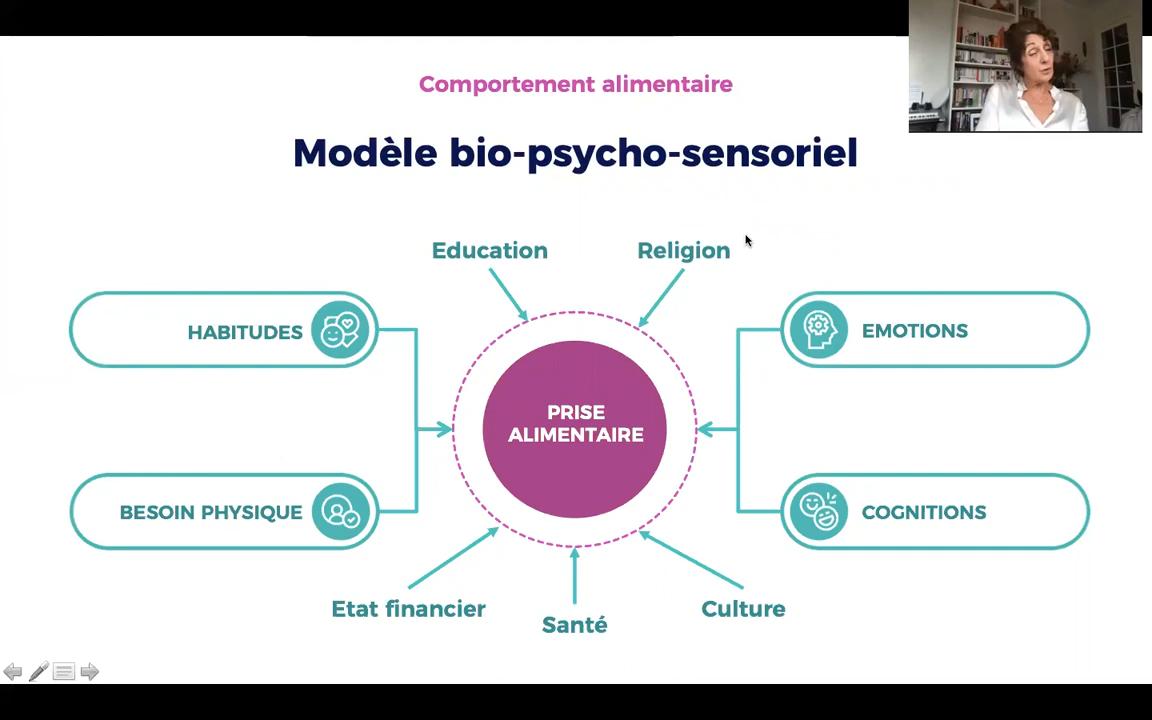 Comportement alimentaire
Modèle bio-psycho-sensoriel
Education
Religion
HABITUDES
EMOTIONS
PRISE
ALIMENTAIRE
BESOIN PHYSIQUE
COGNITIONS
Etat financier
Santé
Culture